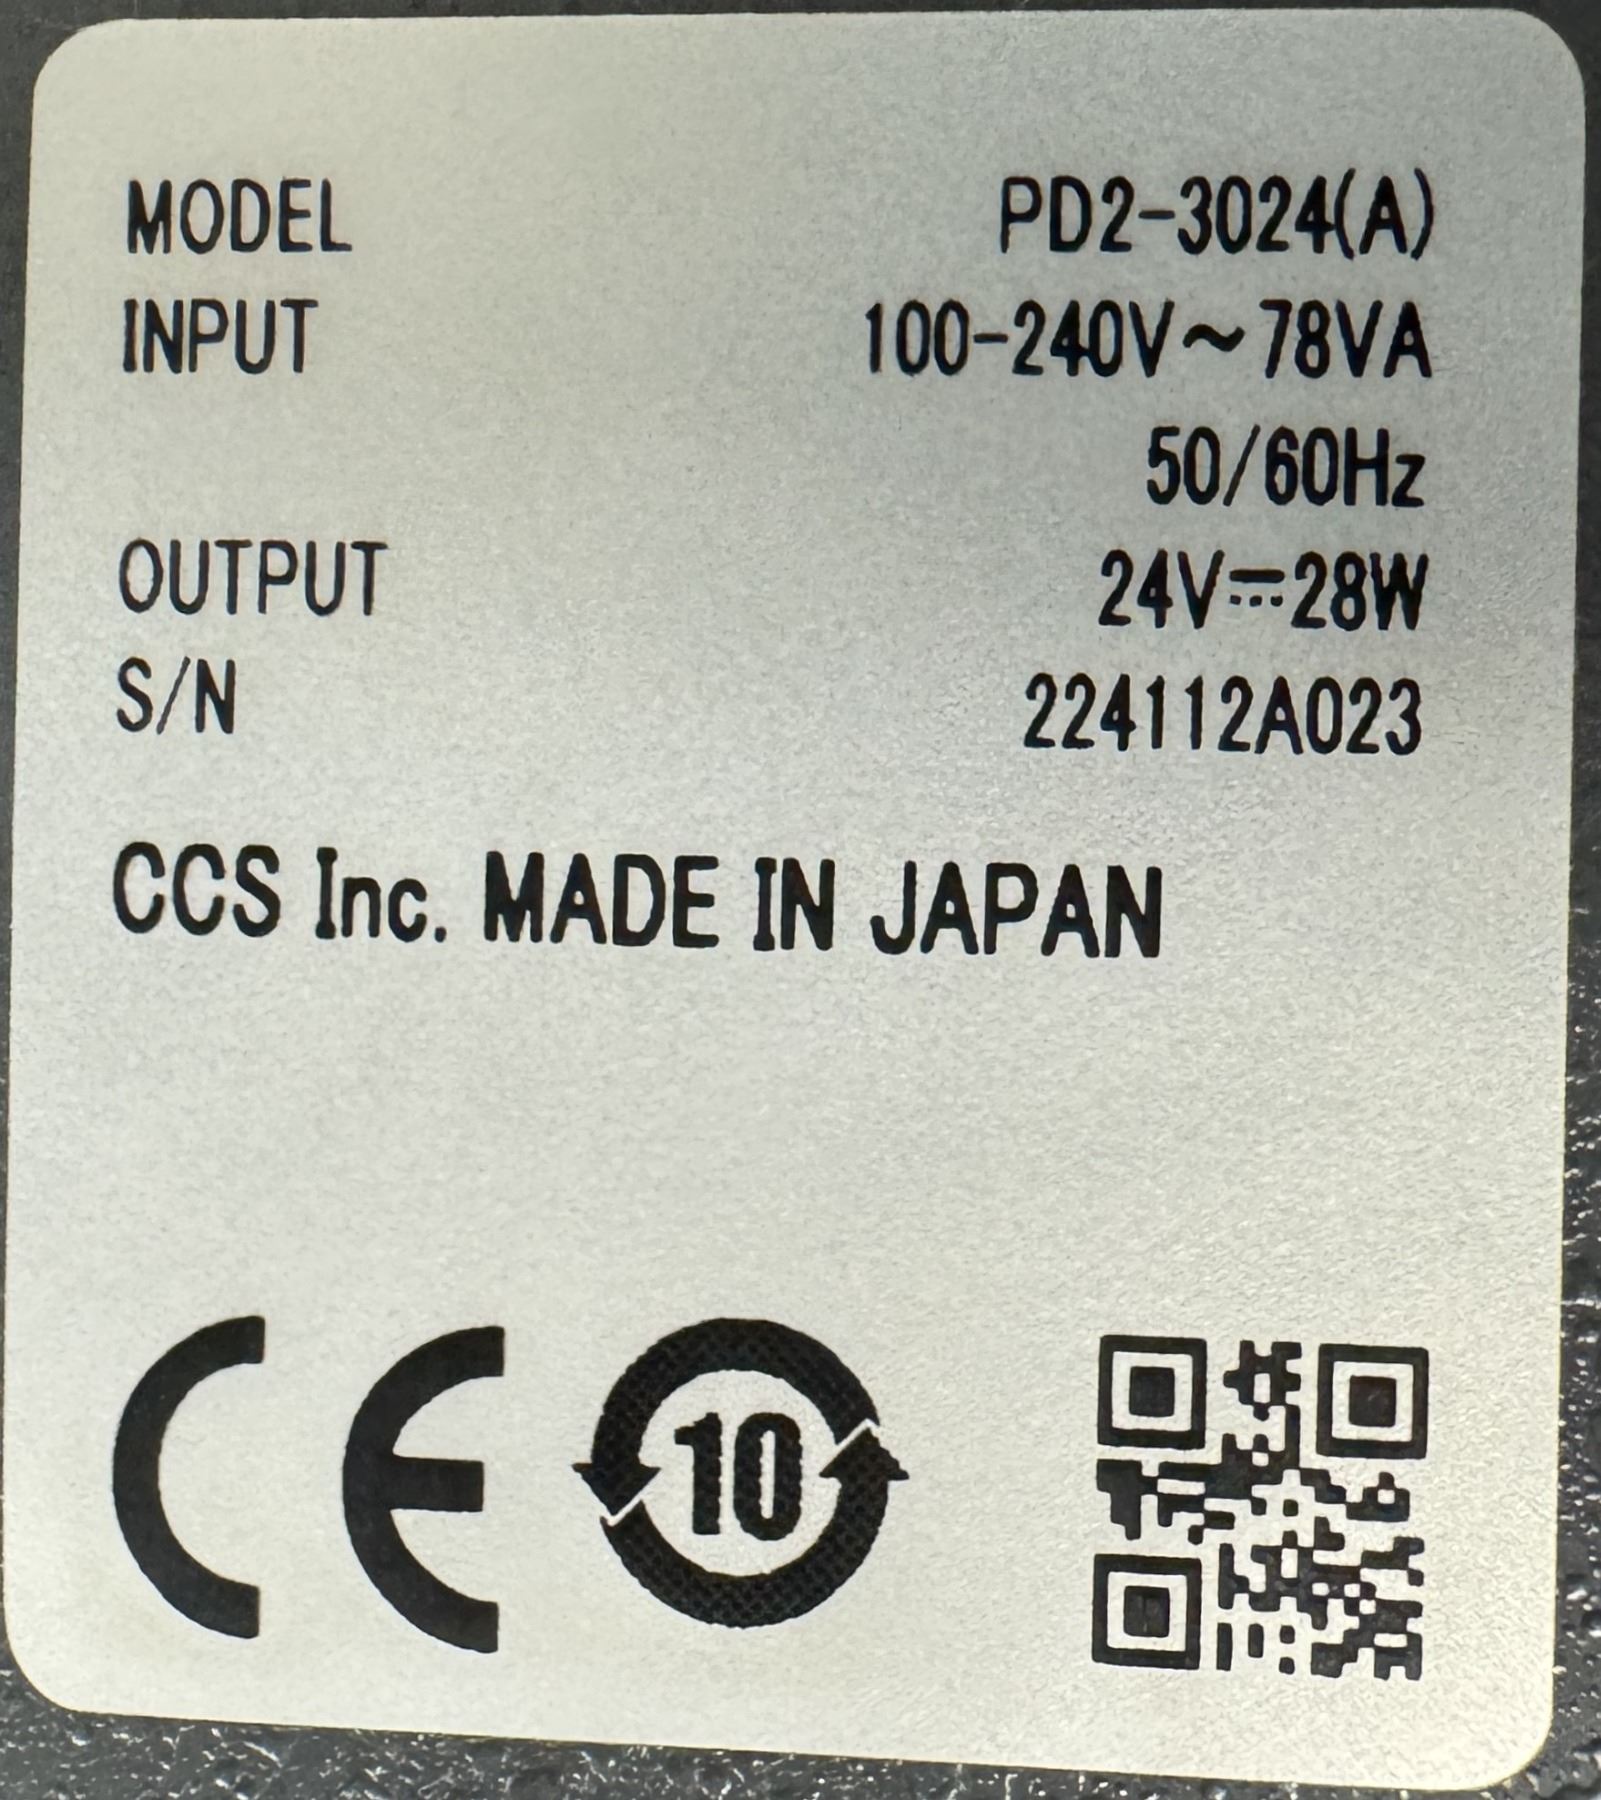 MODEL PD2-3024(A)
INPUT 100-240V～78VA
50/60Hz
OUTPUT 24V⎓28W
S/N 224112A023
CCS Inc. MADE IN JAPAN
CE 10